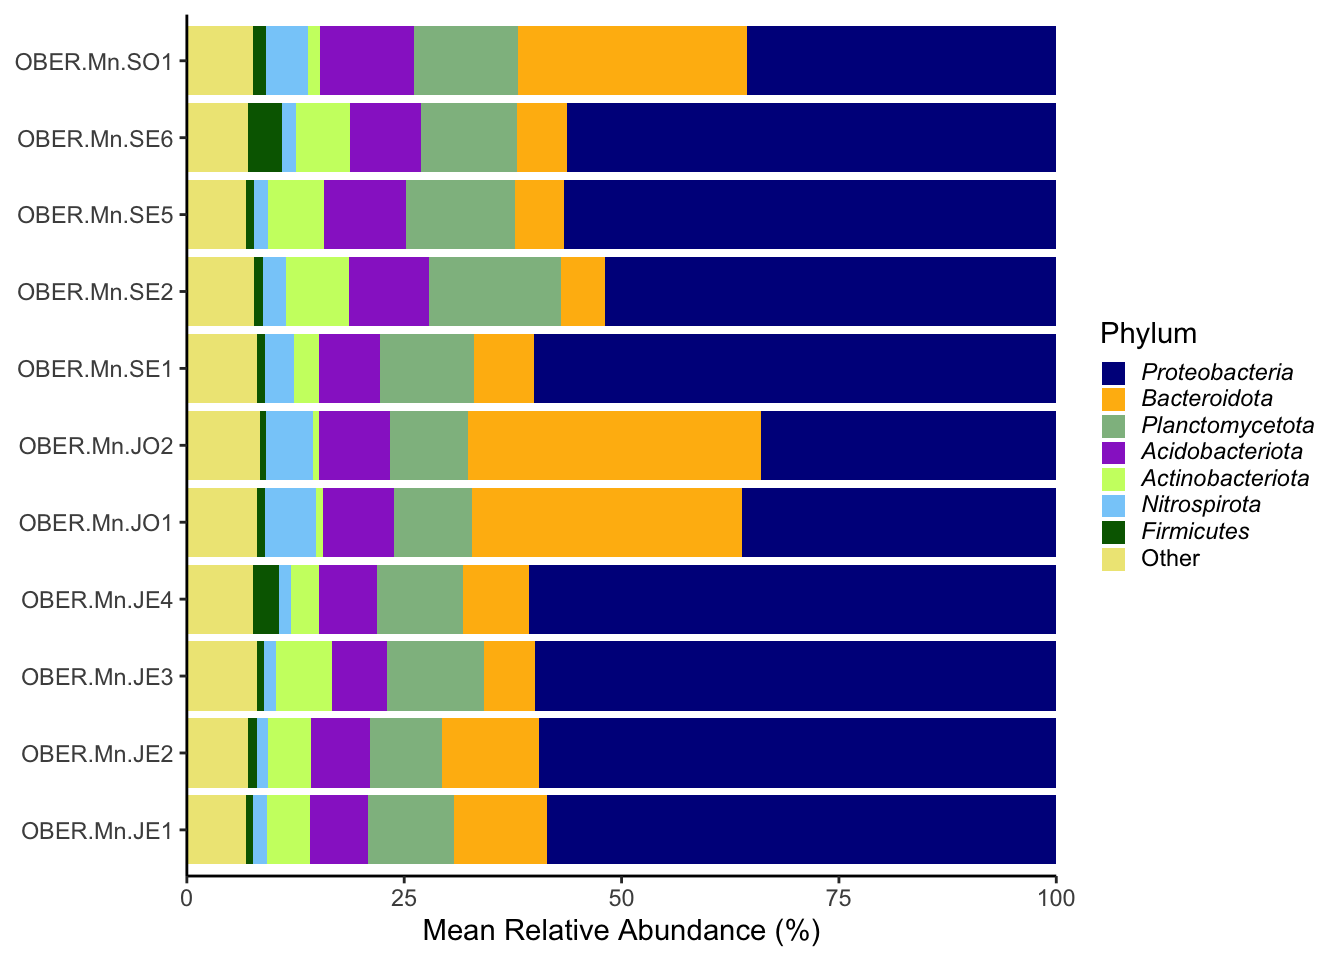 OBER.Mn.SO1
OBER.Mn.SE6
OBER.Mn.SE5
OBER.Mn.SE2
OBER.Mn.SE1
OBER.Mn.JO2
OBER.Mn.JO1
OBER.Mn.JE4
OBER.Mn.JE3
OBER.Mn.JE2
OBER.Mn.JE1
0 25 50 75 100
Mean Relative Abundance (%)
Phylum
Proteobacteria
Bacteroidota
Planctomycetota
Acidobacteriota
Actinobacteriota
Nitrospirota
Firmicutes
Other